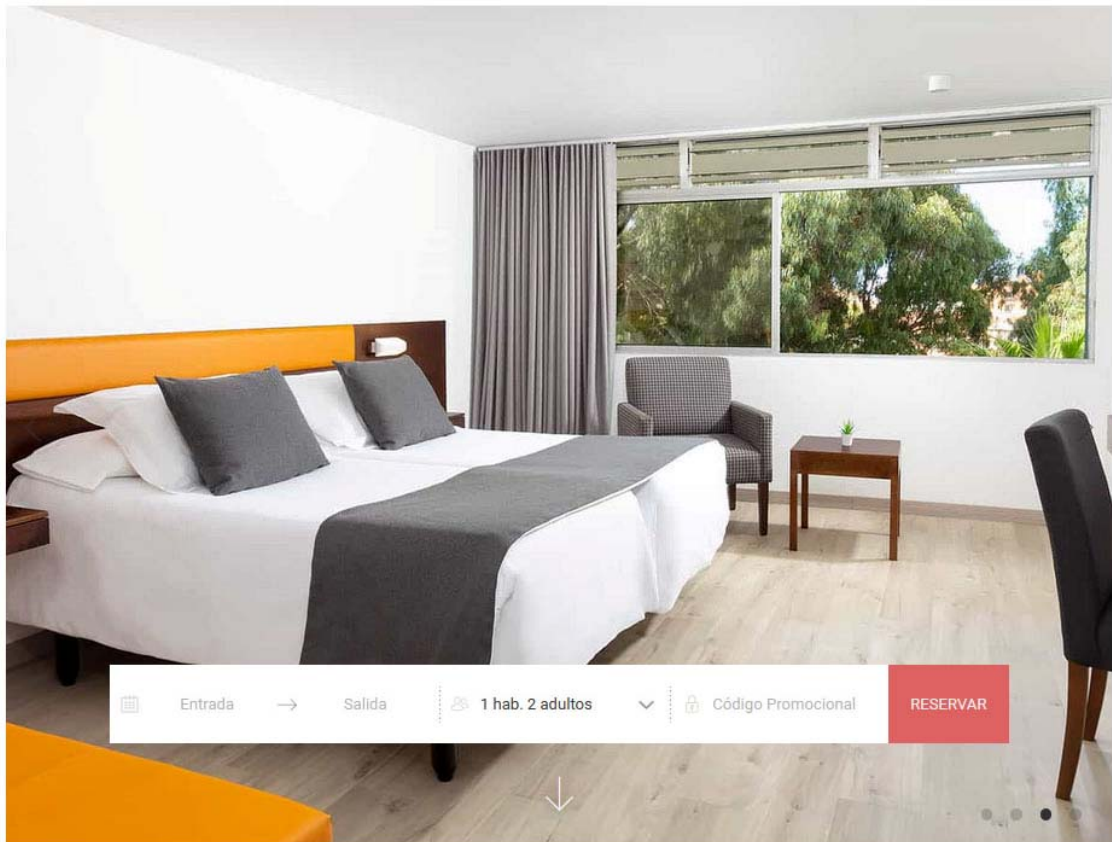 Entrada
Salida
1 hab. 2 adultos
Código Promocional
RESERVAR